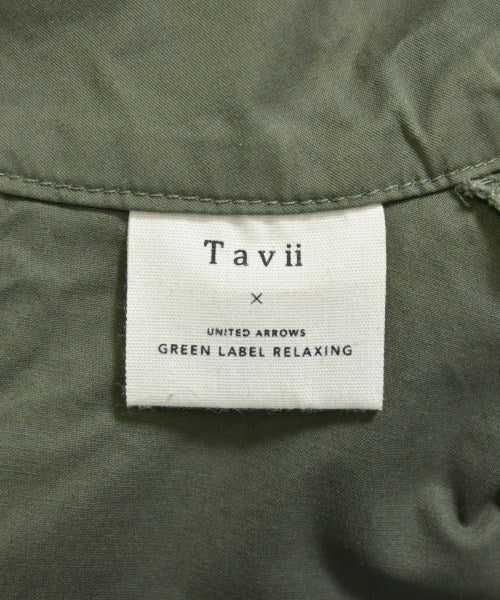 Tavii
×
UNITED ARROWS
GREEN LABEL RELAXING